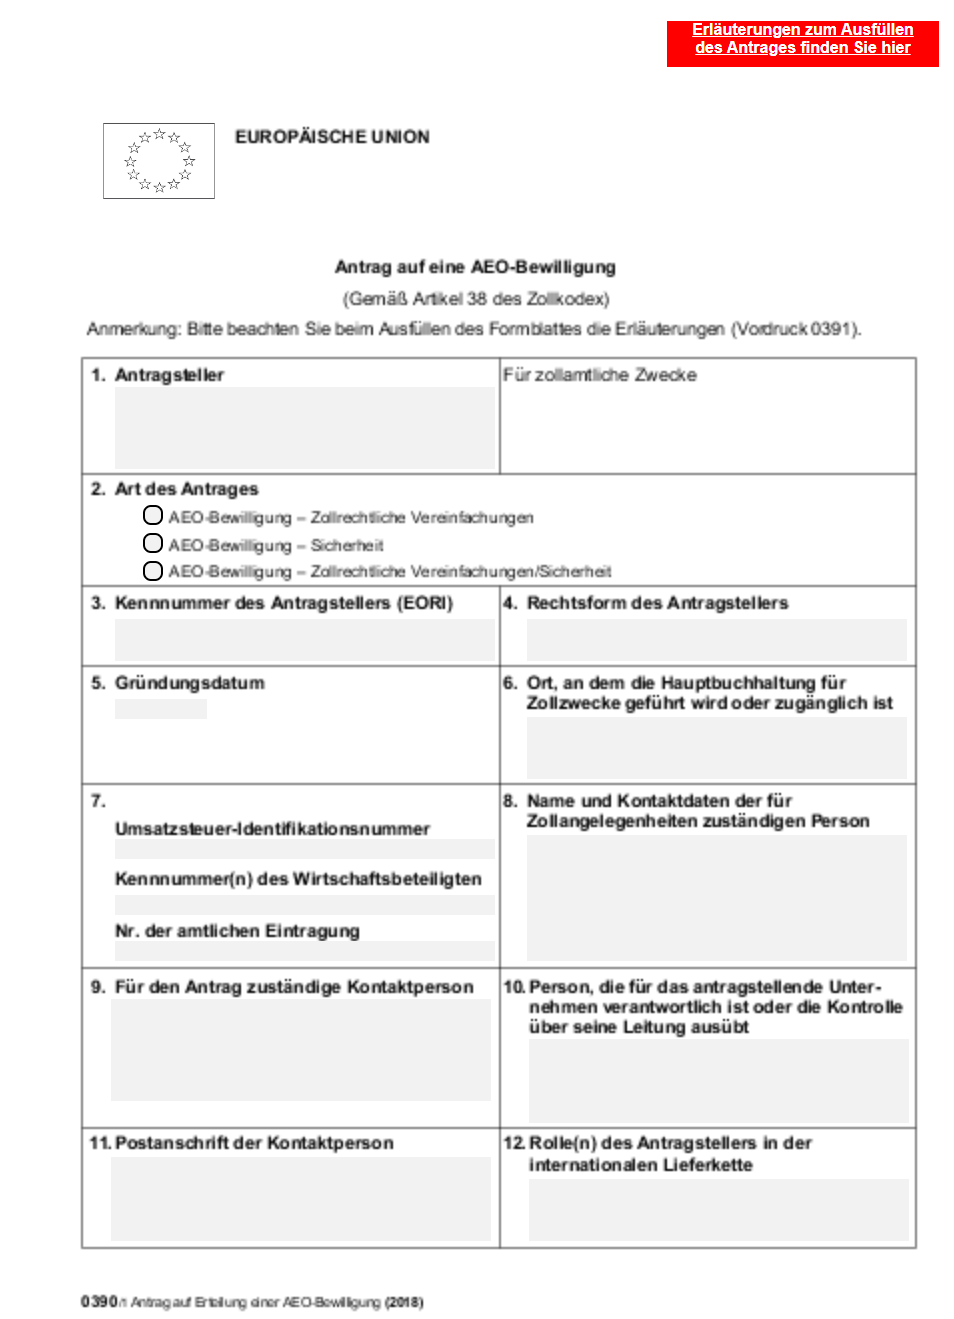 Erläuterungen zum Ausfüllen
des Antrages finden Sie hier
EUROPÄISCHE UNION
Antrag auf eine AEO-Bewilligung
(Gemäß Artikel 38 des Zollkodex)
Anmerkung: Bitte beachten Sie beim Ausfüllen des Formblattes die Erläuterungen (Vordruck 0391).
1. Antragsteller
Für zollamtliche Zwecke
2. Art des Antrages
AEO-Bewilligung – Zollrechtliche Vereinfachungen
AEO-Bewilligung – Sicherheit
AEO-Bewilligung – Zollrechtliche Vereinfachungen/Sicherheit
3. Kennnummer des Antragstellers (EORI)
4. Rechtsform des Antragstellers
5. Gründungsdatum
6. Ort, an dem die Hauptbuchhaltung für
Zollzwecke geführt wird oder zugänglich ist
7.
Umsatzsteuer-Identifikationsnummer
Kennnummer(n) des Wirtschaftsbeteiligten
Nr. der amtlichen Eintragung
8. Name und Kontaktdaten der für
Zollangelegenheiten zuständigen Person
9. Für den Antrag zuständige Kontaktperson
10. Person, die für das antragstellende Unter-
nehmen verantwortlich ist oder die Kontrolle
über seine Leitung ausübt
11. Postanschrift der Kontaktperson
12. Rolle(n) des Antragstellers in der
internationalen Lieferkette
0390/1 Antrag auf Erteilung einer AEO-Bewilligung (2018)